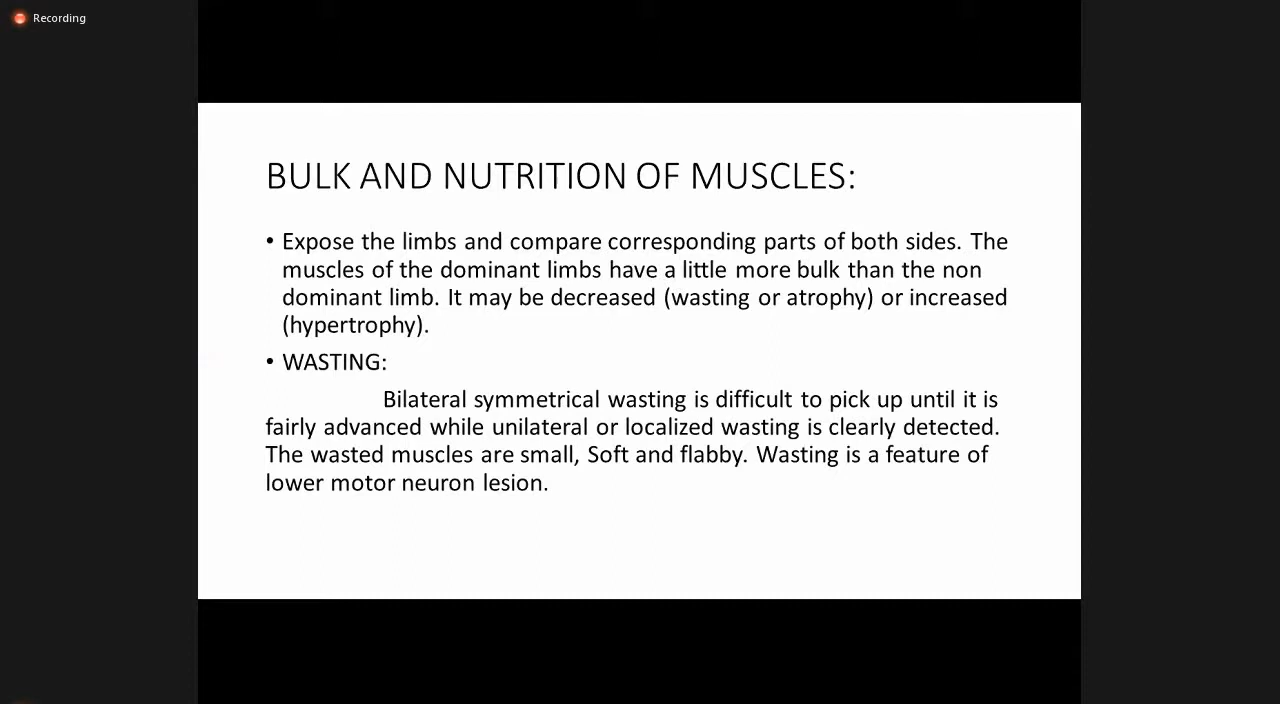 Recording
BULK AND NUTRITION OF MUSCLES:
• Expose the limbs and compare corresponding parts of both sides. The
muscles of the dominant limbs have a little more bulk than the non
dominant limb. It may be decreased (wasting or atrophy) or increased
(hypertrophy).
• WASTING:
Bilateral symmetrical wasting is difficult to pick up until it is
fairly advanced while unilateral or localized wasting is clearly detected.
The wasted muscles are small, Soft and flabby. Wasting is a feature of
lower motor neuron lesion.